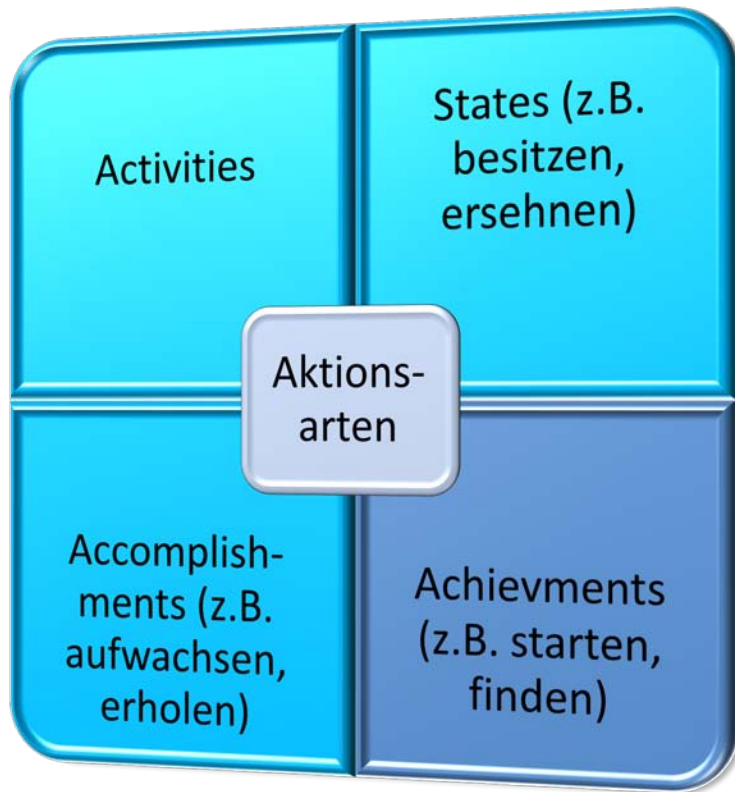 Activities
States (z.B.
besitzen,
ersehnen)
Aktions-
arten
Accomplish-
ments (z.B.
aufwachsen,
erholen)
Achievments
(z.B. starten,
finden)